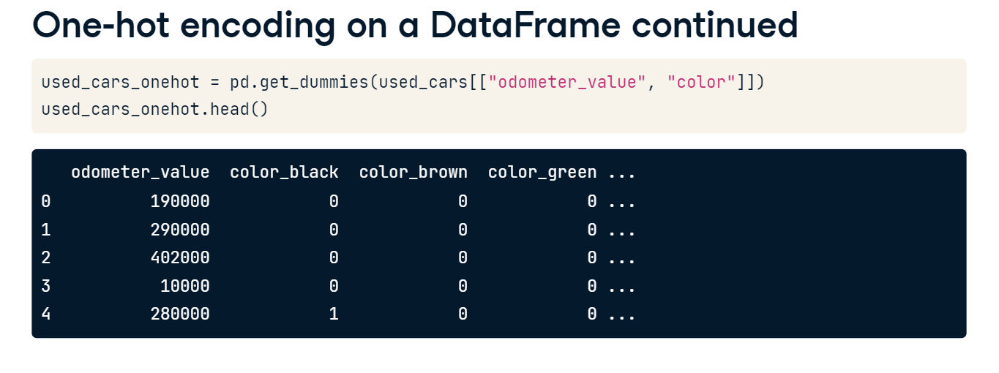 One-hot encoding on a DataFrame continued
used_cars_onehot = pd.get_dummies(used_cars[["odometer_value", "color"]])
used_cars_onehot.head()
odometer_value color_black color_brown color_green ...
0 190000 0 0 0 ...
1 290000 0 0 0 ...
2 402000 0 0 0 ...
3 10000 0 0 0 ...
4 280000 1 0 0 ...